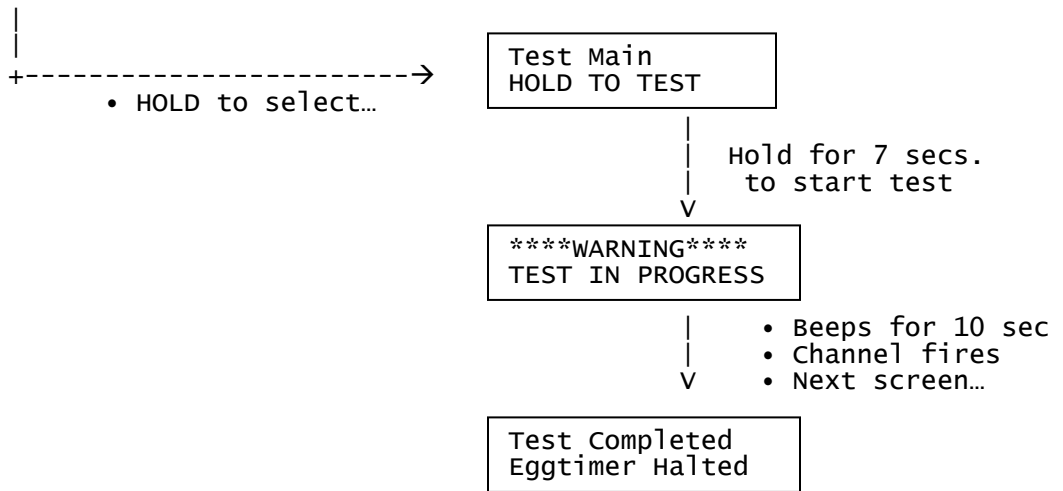 Test Main
HOLD TO TEST
• HOLD to select…
Hold for 7 secs.
to start test
****WARNING****
TEST IN PROGRESS
• Beeps for 10 sec
• Channel fires
• Next screen…
Test Completed
Eggtimer Halted